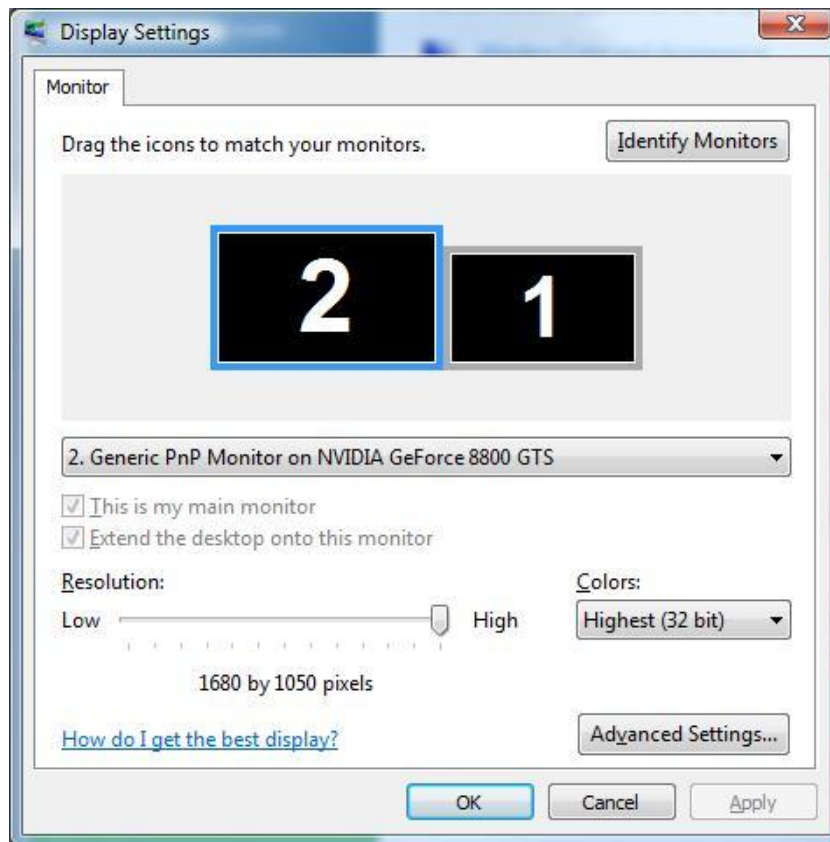 Display Settings
Monitor
Drag the icons to match your monitors.
Identify Monitors
2
1
2. Generic PnP Monitor on NVIDIA GeForce 8800 GTS
This is my main monitor
Extend the desktop onto this monitor
Resolution:
Colors:
Low
High
Highest (32 bit)
1680 by 1050 pixels
How do I get the best display?
Advanced Settings...
OK
Cancel
Apply